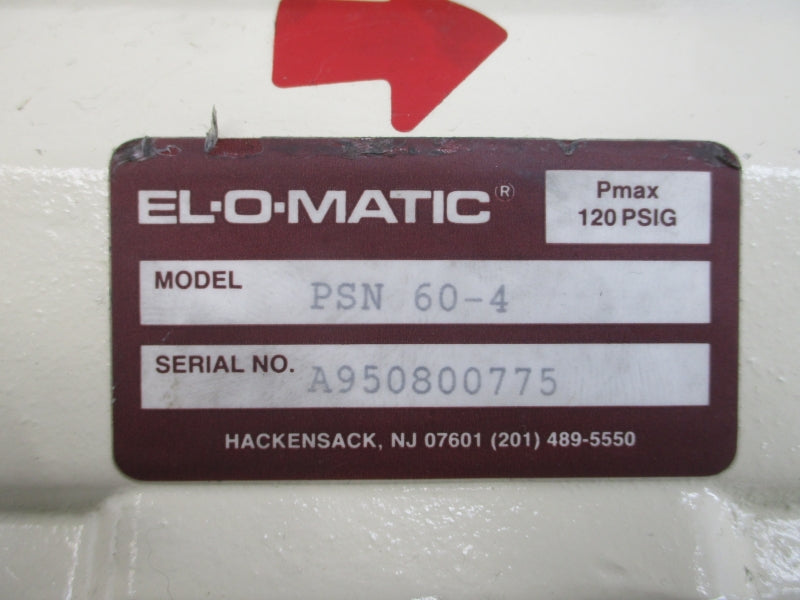 EL·O·MATIC®
Pmax
120 PSIG
MODEL PSN 60-4
SERIAL NO. A950800775
HACKENSACK, NJ 07601 (201) 489-5550